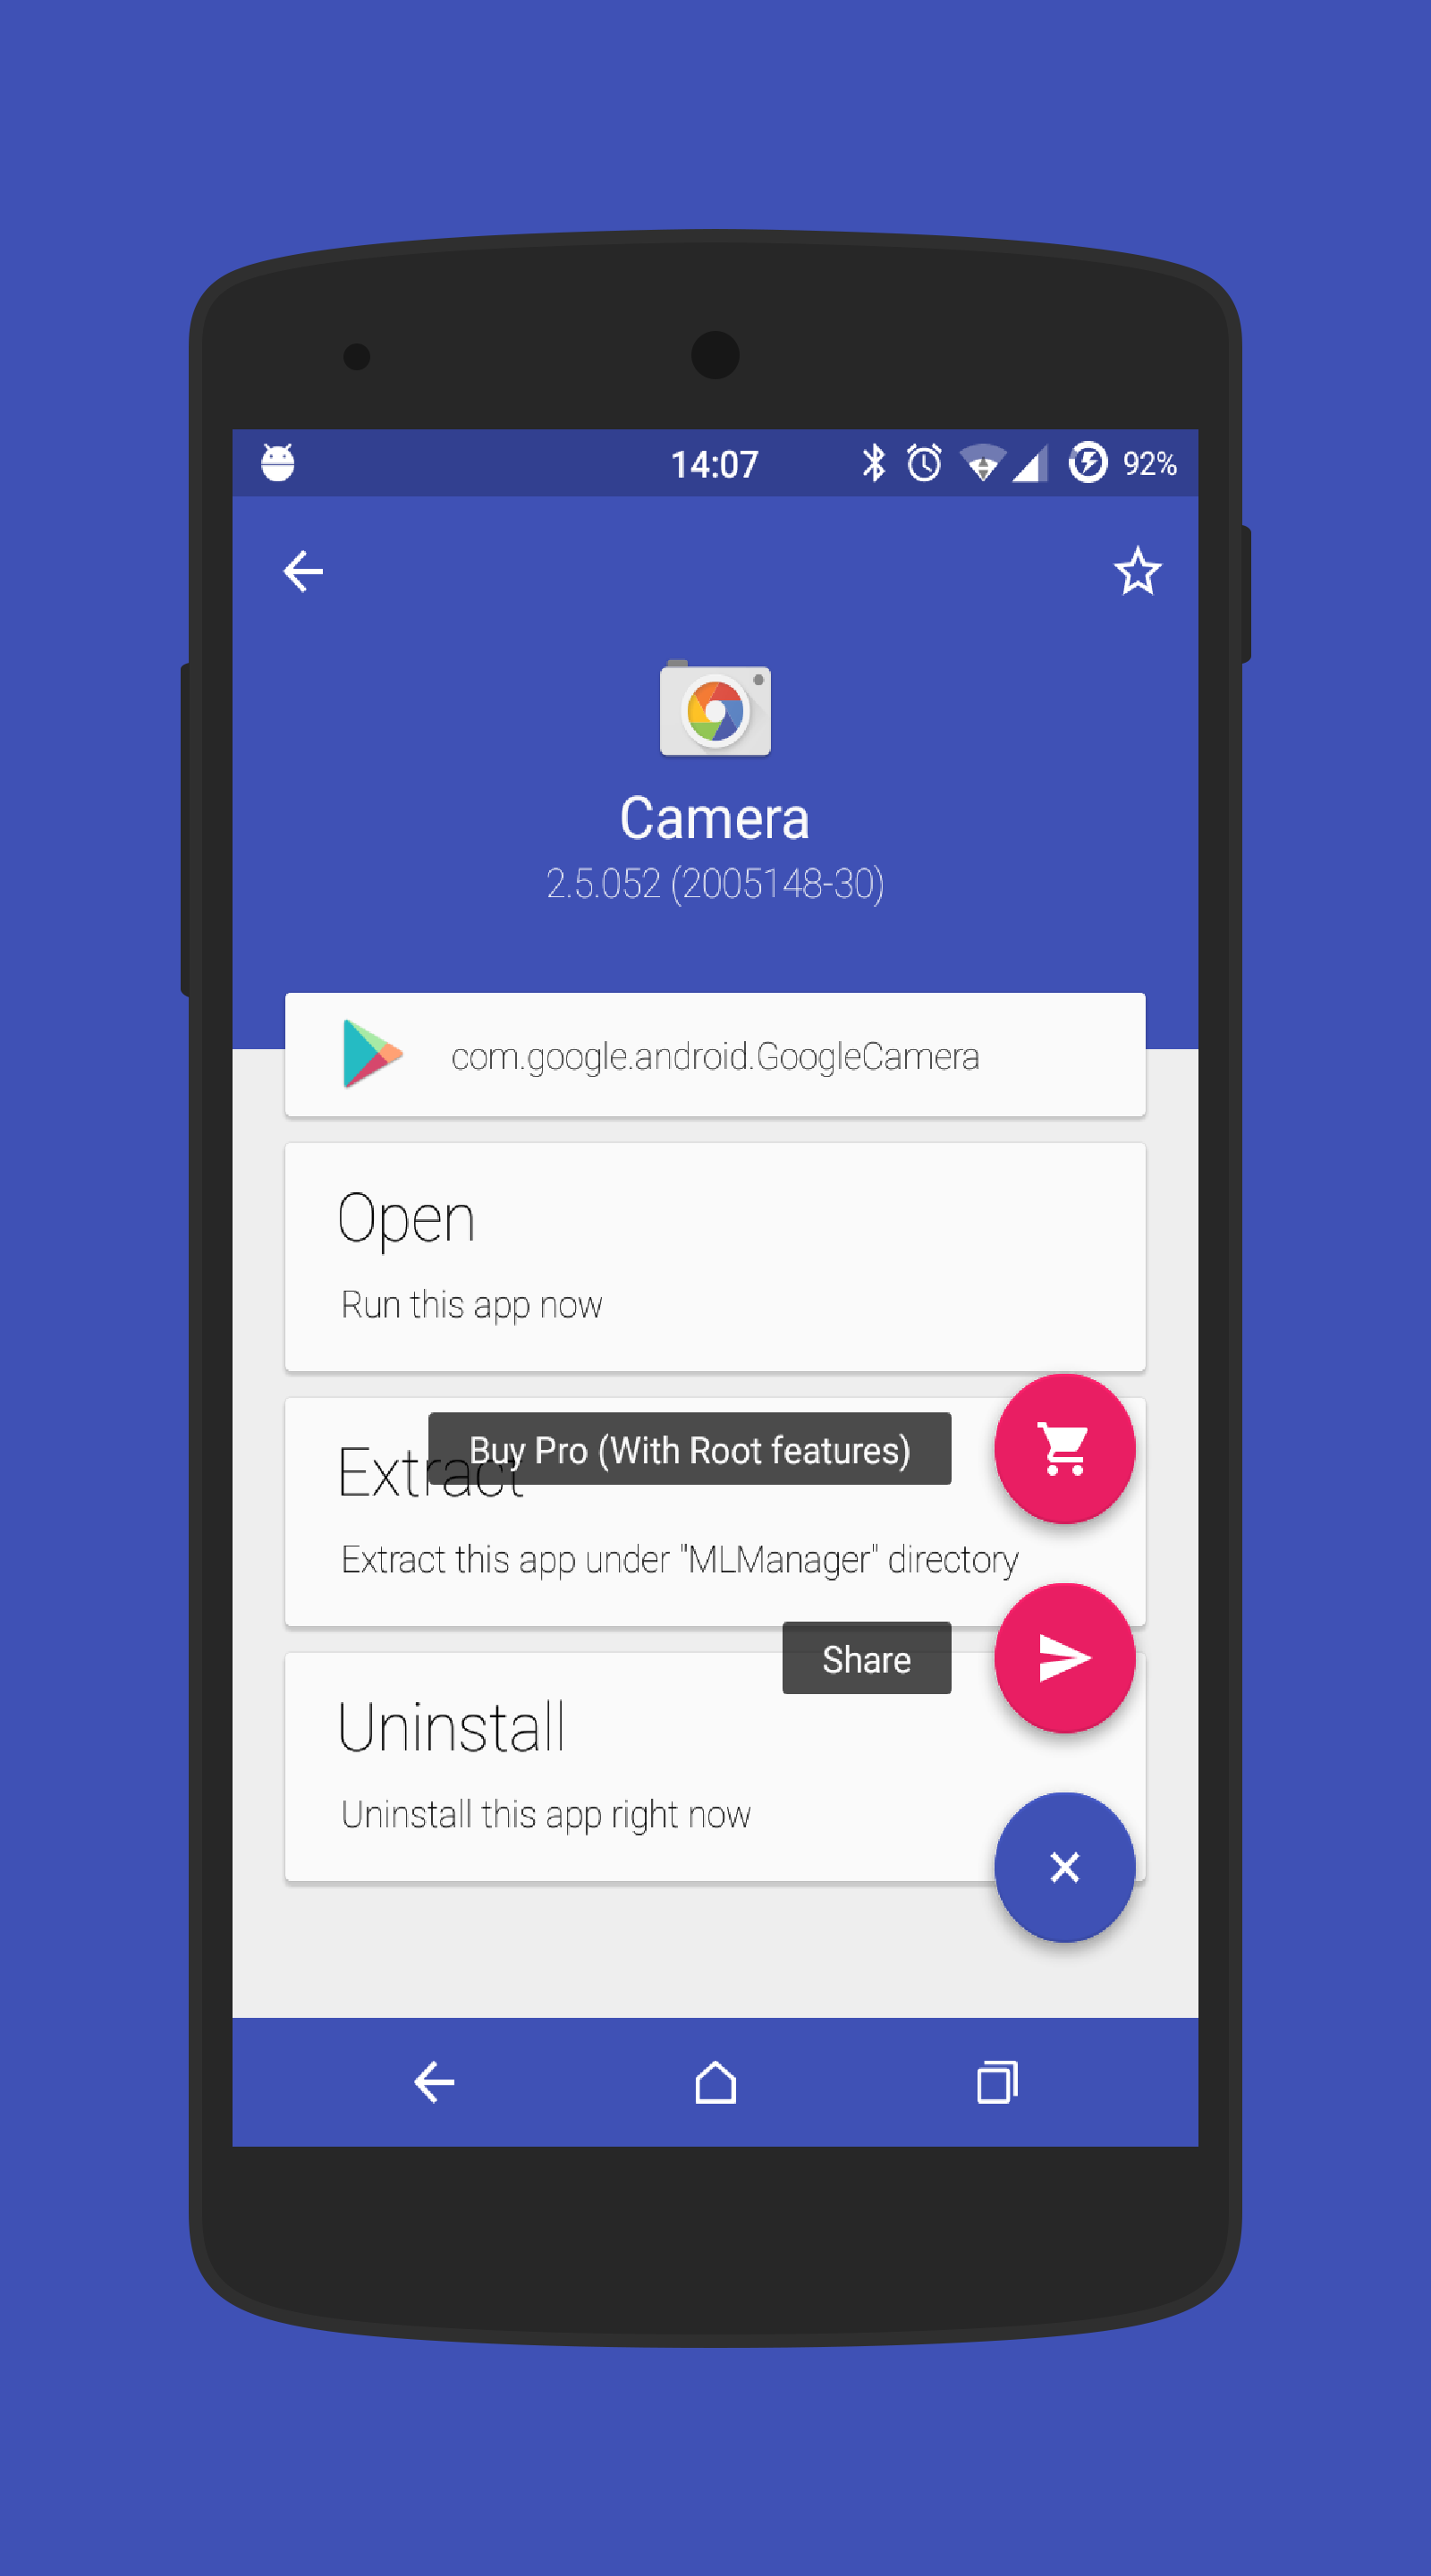 14:07
92%
Camera
2.5.052 (2005148-30)
com.google.android.GoogleCamera
Open
Run this app now
Buy Pro (With Root features)
Extract
Extract this app under "MLManager" directory
Share
Uninstall
Uninstall this app right now